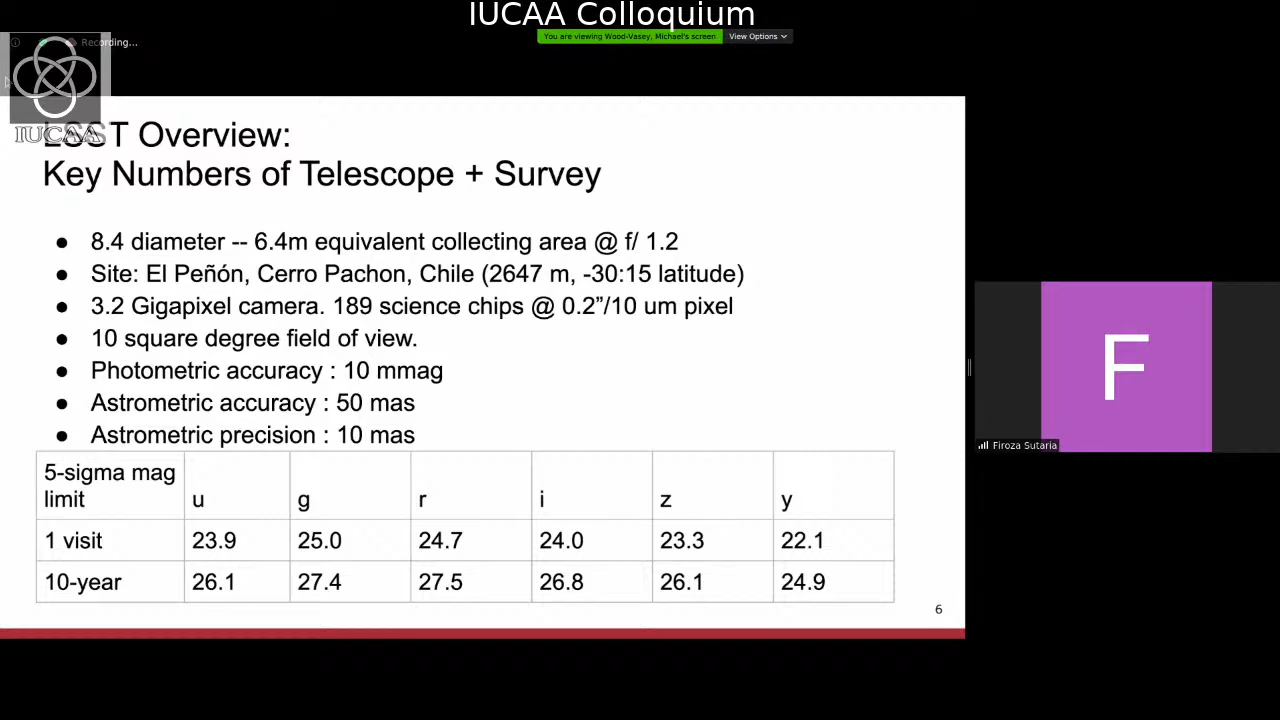 IUCAA Colloquium
You are viewing Wood-Vasey, Michael's screen
View Options
Recording...
IUCAA
LSST Overview:
Key Numbers of Telescope + Survey
● 8.4 diameter -- 6.4m equivalent collecting area @ f/ 1.2
● Site: El Peñón, Cerro Pachon, Chile (2647 m, -30:15 latitude)
● 3.2 Gigapixel camera. 189 science chips @ 0.2”/10 um pixel
● 10 square degree field of view.
● Photometric accuracy : 10 mmag
● Astrometric accuracy : 50 mas
● Astrometric precision : 10 mas
5-sigma mag
limit u g r i z y
1 visit 23.9 25.0 24.7 24.0 23.3 22.1
10-year 26.1 27.4 27.5 26.8 26.1 24.9
6
F
Firoza Sutaria